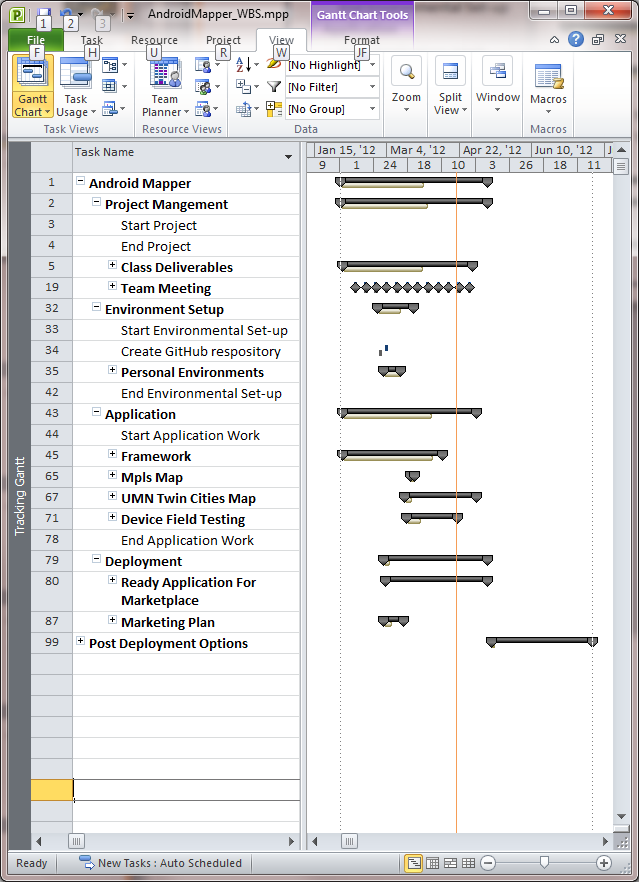 AndroidMapper_WBS.mpp
Gantt Chart Tools
1 2 3
File Task Resource Project View Format
F H U R W JF
Gantt Chart
Task Usage
Team Planner
[No Highlight]
[No Filter]
[No Group]
Zoom
Split View
Window
Macros
Task Views Resource Views Data Macros
Task Name
Jan 15, '12 Mar 4, '12 Apr 22, '12 Jun 10, '12 J
9 1 24 18 10 3 26 18 11
1 Android Mapper
2 Project Mangement
3 Start Project
4 End Project
5 Class Deliverables
19 Team Meeting
32 Environment Setup
33 Start Environmental Set-up
34 Create GitHub respository
35 Personal Environments
42 End Environmental Set-up
43 Application
44 Start Application Work
45 Framework
65 Mpls Map
67 UMN Twin Cities Map
71 Device Field Testing
78 End Application Work
79 Deployment
80 Ready Application For
Marketplace
87 Marketing Plan
99 Post Deployment Options
Tracking Gantt
Ready New Tasks : Auto Scheduled